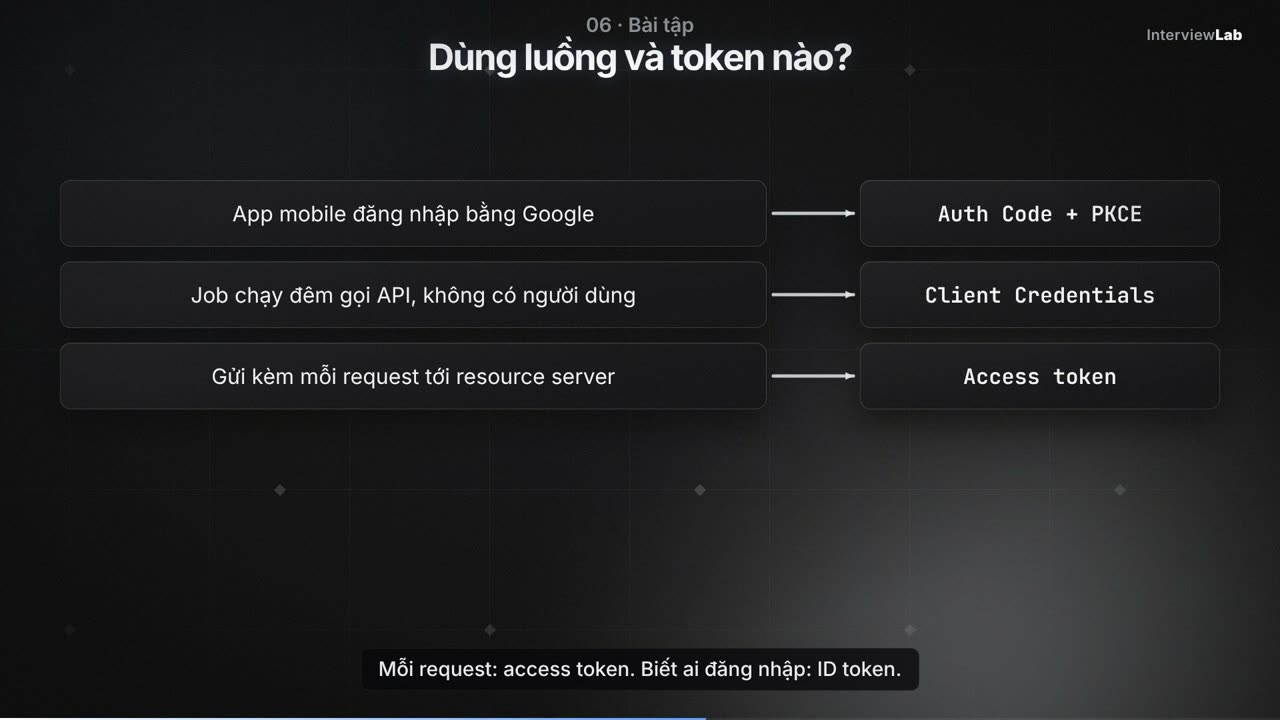 06 · Bài tập
InterviewLab
Dùng luồng và token nào?
App mobile đăng nhập bằng Google
Auth Code + PKCE
Job chạy đêm gọi API, không có người dùng
Client Credentials
Gửi kèm mỗi request tới resource server
Access token
Mỗi request: access token. Biết ai đăng nhập: ID token.